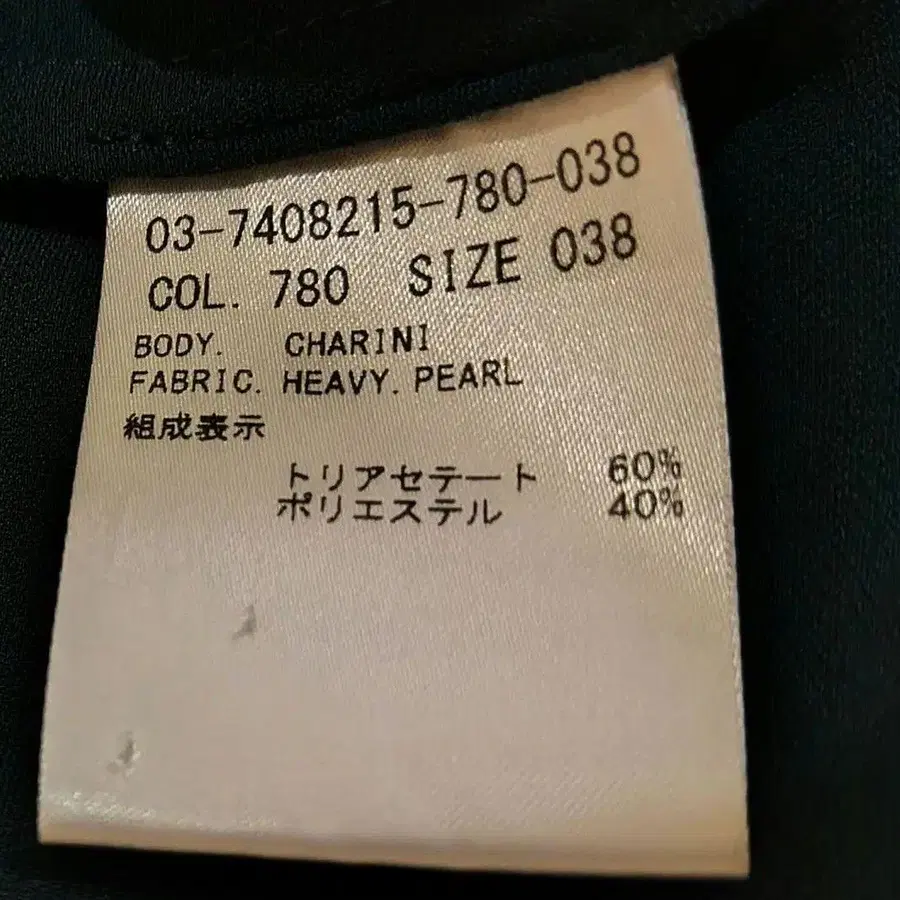 03-7408215-780-038
COL. 780 SIZE 038
BODY. CHARINI
FABRIC. HEAVY. PEARL
組成表示
トリアセテート 60%
ポリエステル 40%